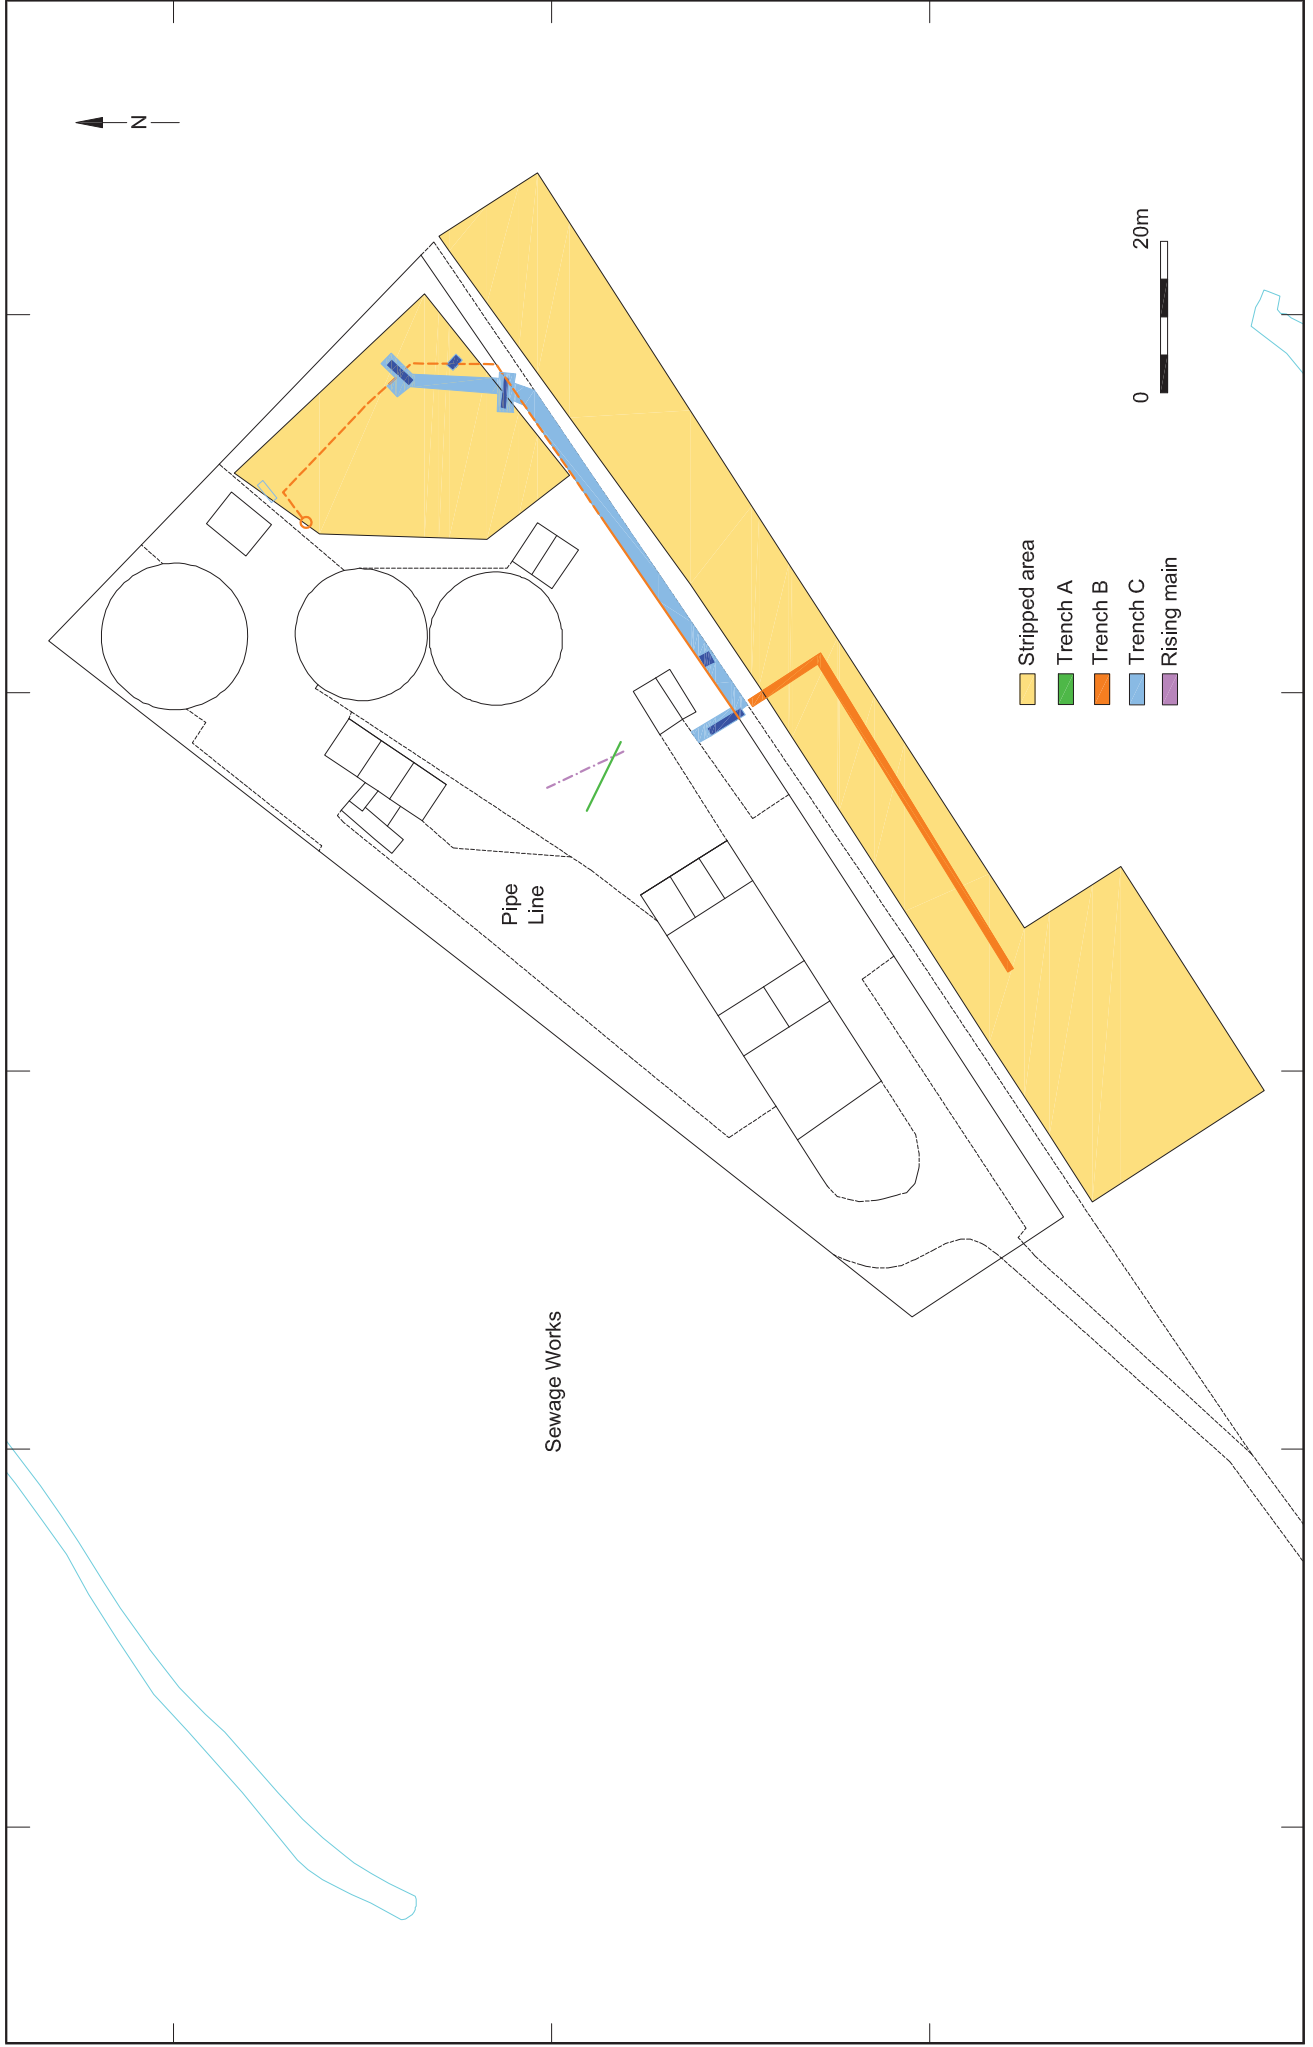 N
Pipe
Line
Sewage Works
Stripped area
Trench A
Trench B
Trench C
Rising main
0 20m